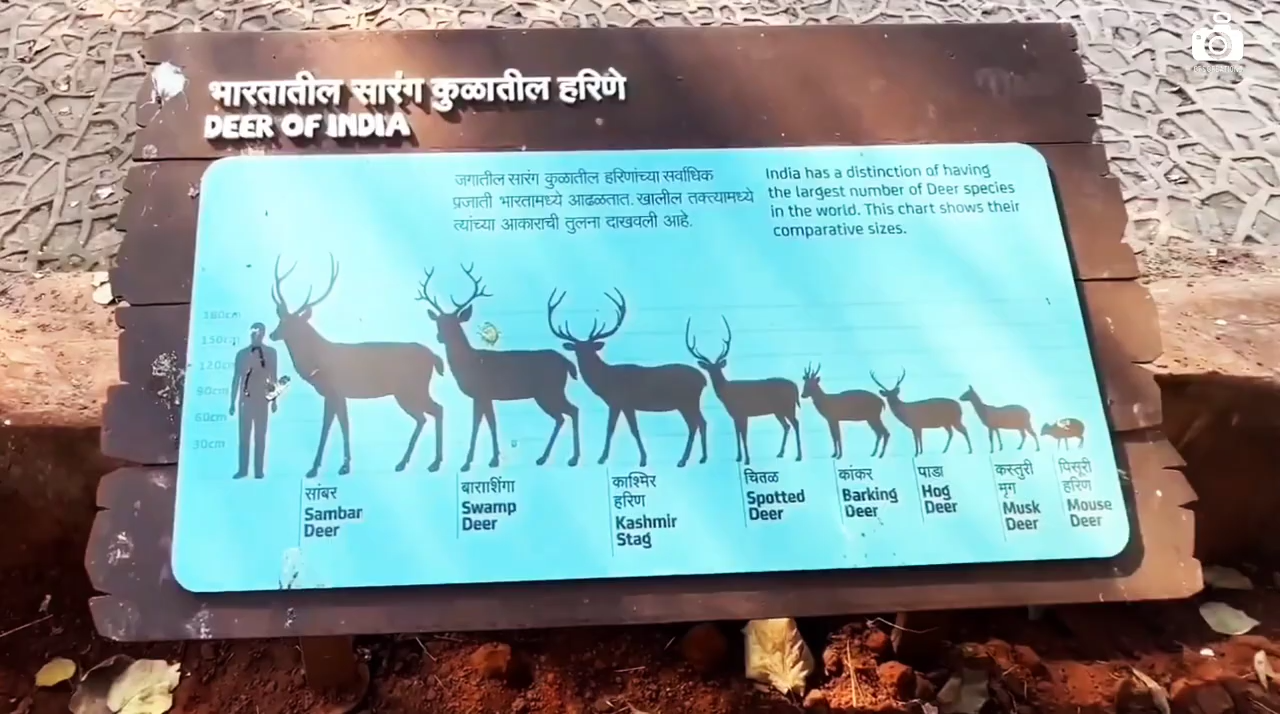 भारतातील सारंग कुळातील हरिणे
DEER OF INDIA
जगातील सारंग कुळातील हरिणांच्या सर्वाधिक
प्रजाती भारतामध्ये आढळतात. खालील तक्त्यामध्ये
त्यांच्या आकाराची तुलना दाखवली आहे.
India has a distinction of having
the largest number of Deer species
in the world. This chart shows their
comparative sizes.
180cm
150cm
120cm
90cm
60cm
30cm
सांबर
Sambar
Deer
बाराशिंगा
Swamp
Deer
काश्मिर
हरिण
Kashmir
Stag
चितळ
Spotted
Deer
कांकर
Barking
Deer
पाडा
Hog
Deer
कस्तुरी
मृग
Musk
Deer
पिसूरी
हरिण
Mouse
Deer